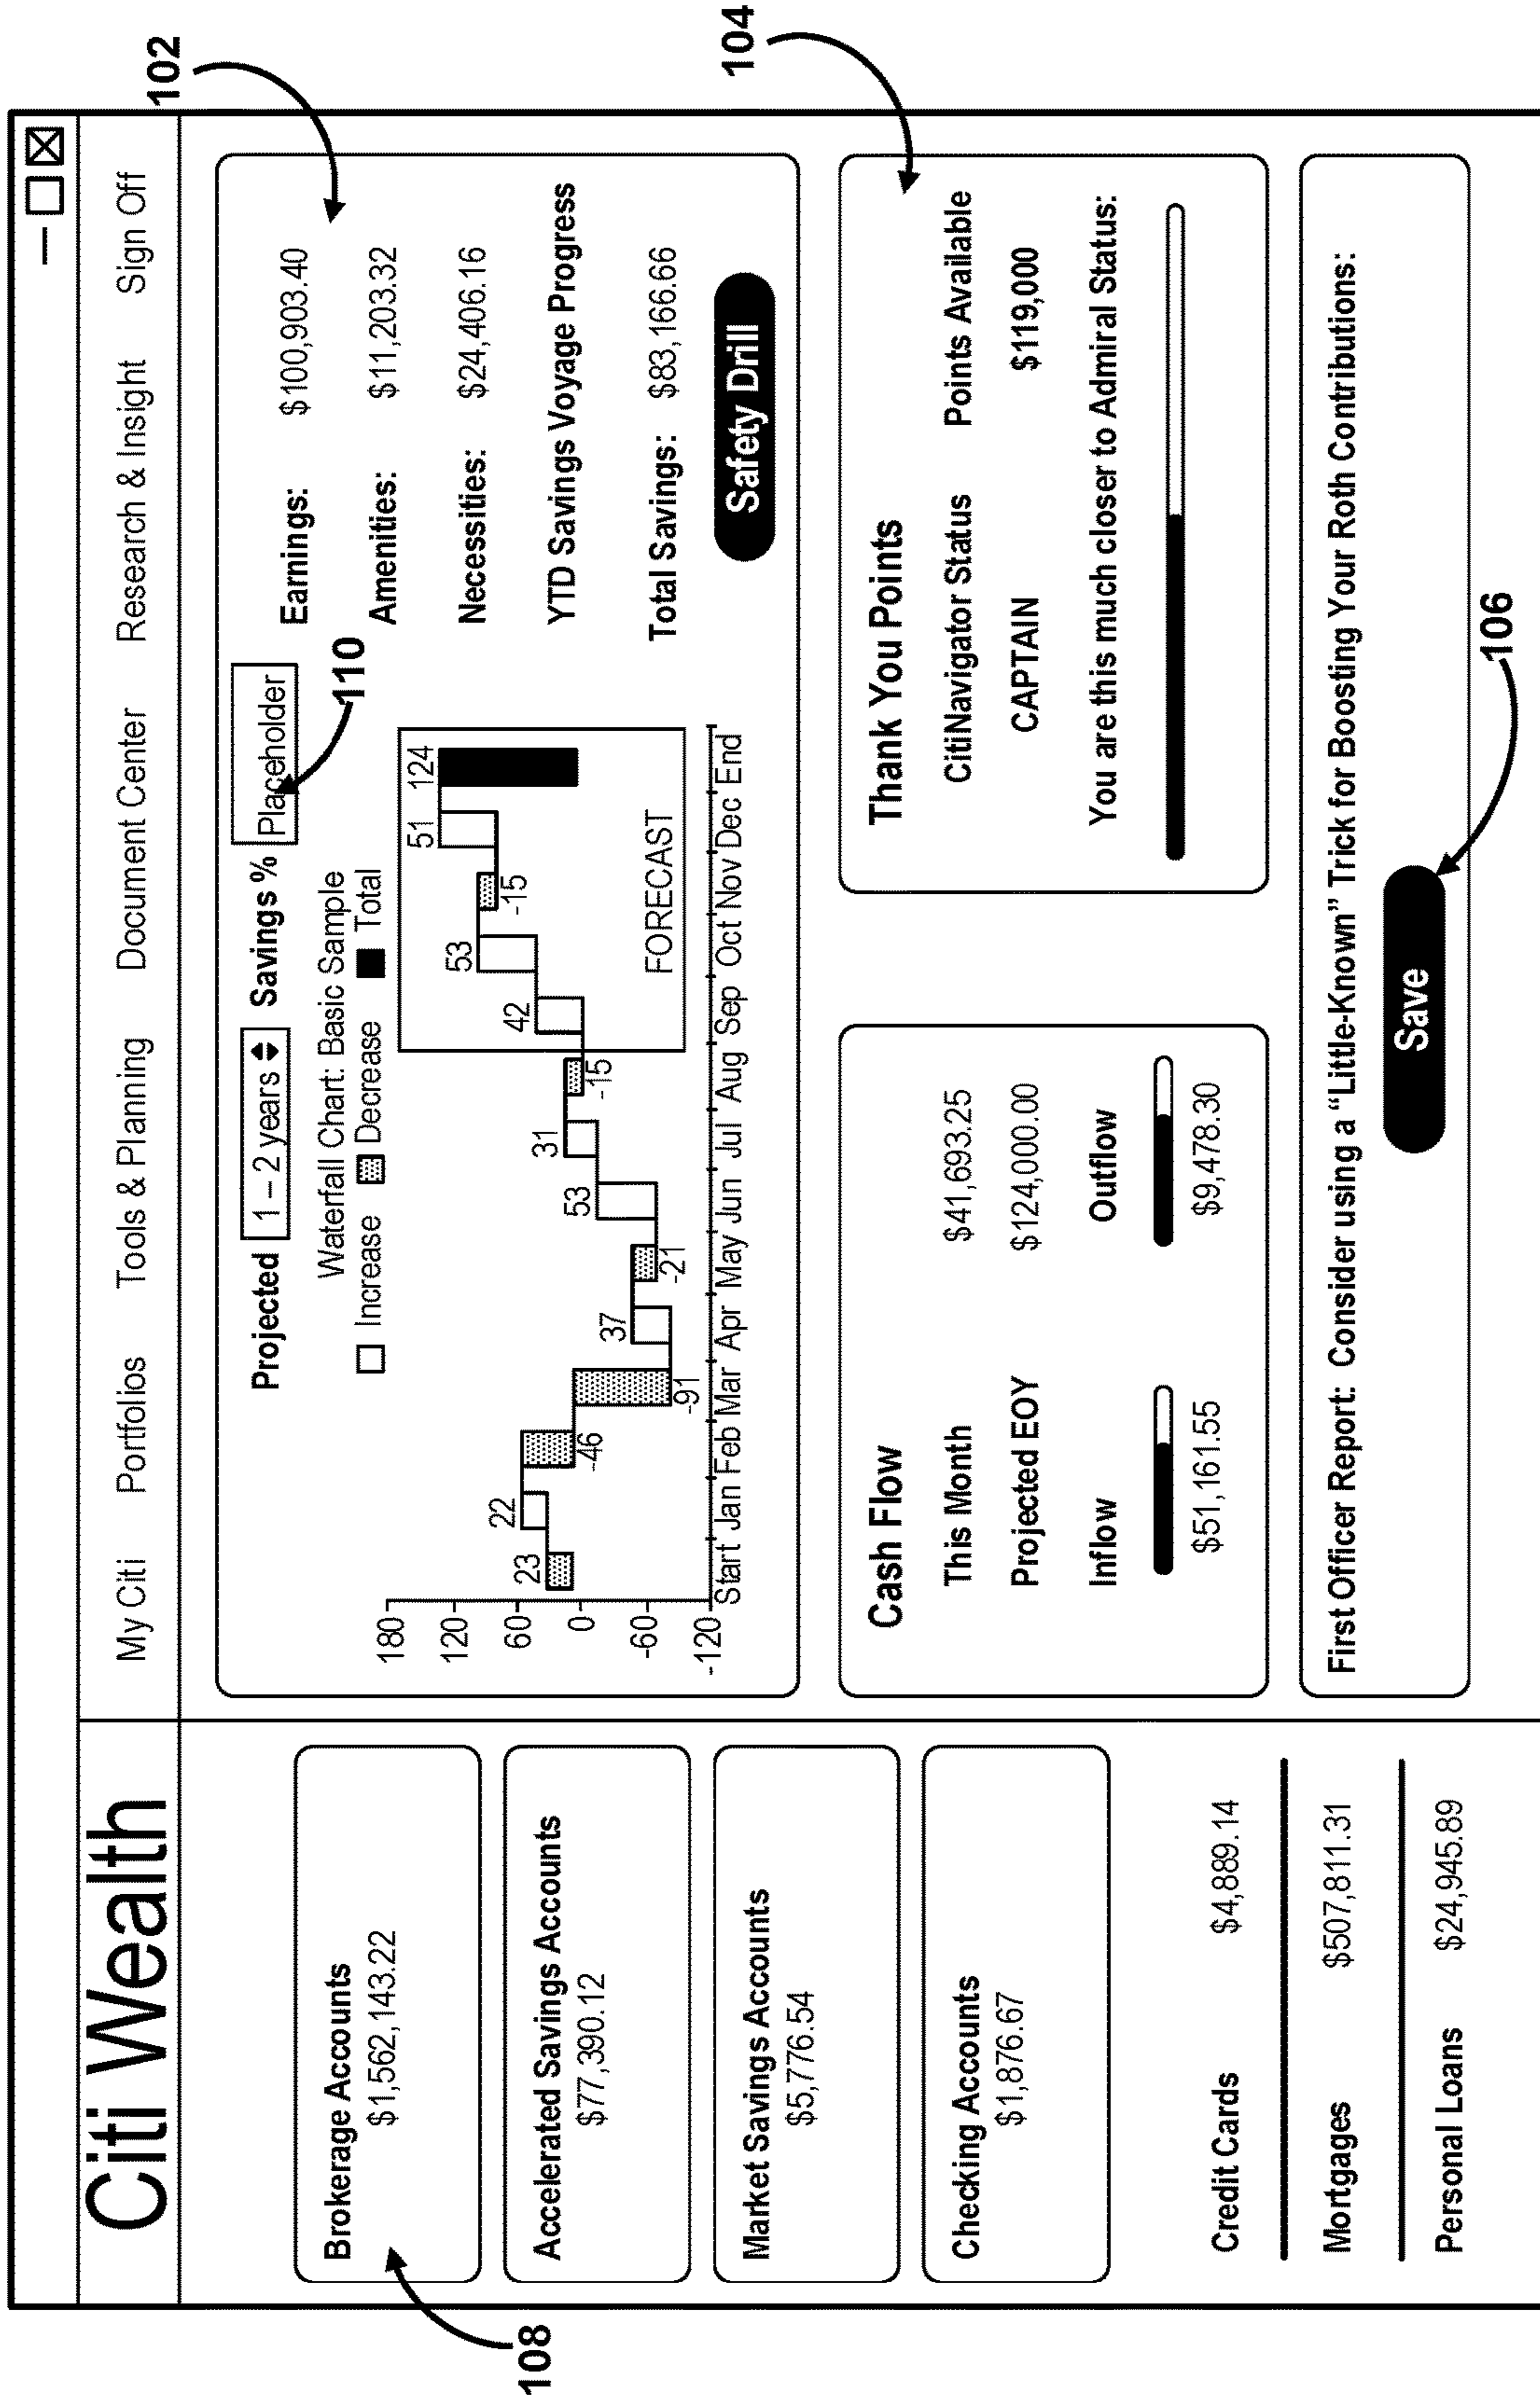 Citi Wealth
My Citi Portfolios Tools & Planning Document Center Research & Insight Sign Off
108
Brokerage Accounts
$1,562,143.22
Accelerated Savings Accounts
$77,390.12
Market Savings Accounts
$5,776.54
Checking Accounts
$1,876.67
Credit Cards $4,889.14
Mortgages $507,811.31
Personal Loans $24,945.89
102
Projected 1 – 2 years Savings % Placeholder
110
Waterfall Chart: Basic Sample
Increase Decrease Total
180
120
60
0
-60
-120
23 22 -46 -91 37 -21 53 31 -15 42 53 -15 51 124
FORECAST
Start Jan Feb Mar Apr May Jun Jul Aug Sep Oct Nov Dec End
Earnings: $100,903.40
Amenities: $11,203.32
Necessities: $24,406.16
YTD Savings Voyage Progress
Total Savings: $83,166.66
Safety Drill
Cash Flow
This Month $41,693.25
Projected EOY $124,000.00
Inflow Outflow
$51,161.55 $9,478.30
104
Thank You Points
CitiNavigator Status Points Available
CAPTAIN $119,000
You are this much closer to Admiral Status:
First Officer Report: Consider using a “Little-Known” Trick for Boosting Your Roth Contributions:
Save
106